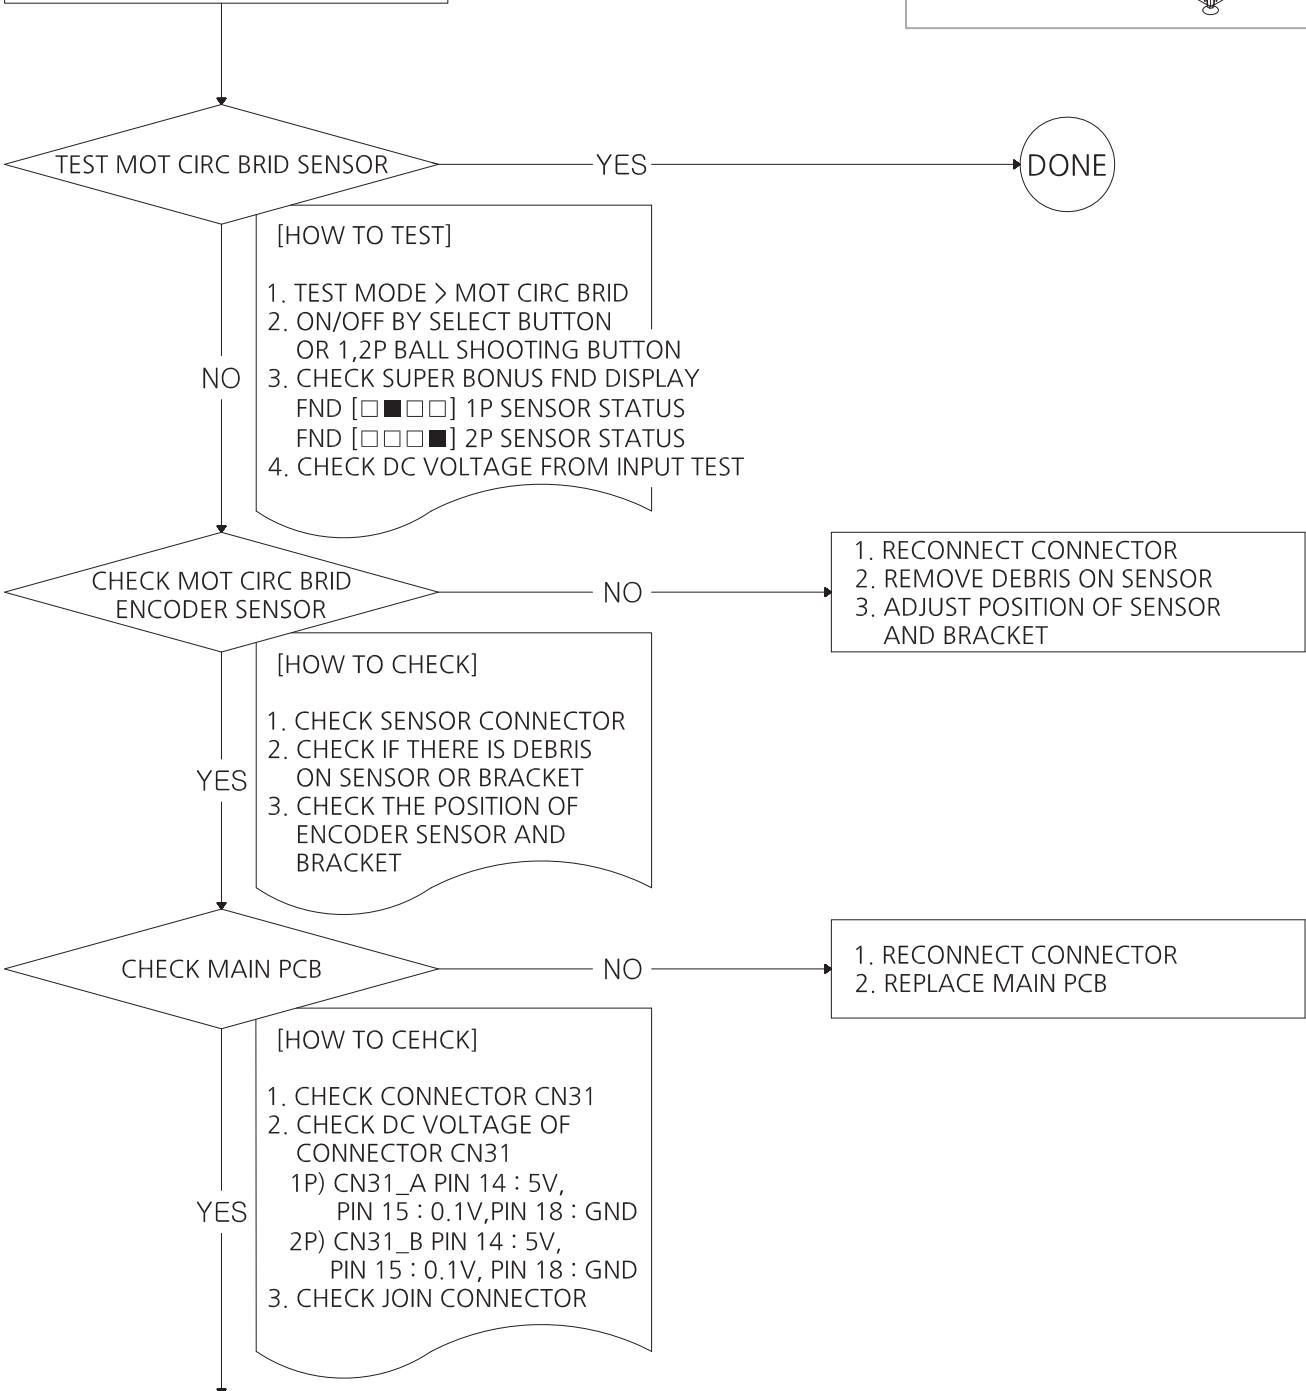 TEST MOT CIRC BRID SENSOR
YES
DONE
[HOW TO TEST]
1. TEST MODE > MOT CIRC BRID
2. ON/OFF BY SELECT BUTTON
OR 1,2P BALL SHOOTING BUTTON
NO
3. CHECK SUPER BONUS FND DISPLAY
FND [□■□□] 1P SENSOR STATUS
FND [□□□■] 2P SENSOR STATUS
4. CHECK DC VOLTAGE FROM INPUT TEST
CHECK MOT CIRC BRID
ENCODER SENSOR
NO
1. RECONNECT CONNECTOR
2. REMOVE DEBRIS ON SENSOR
3. ADJUST POSITION OF SENSOR
AND BRACKET
[HOW TO CHECK]
1. CHECK SENSOR CONNECTOR
2. CHECK IF THERE IS DEBRIS
ON SENSOR OR BRACKET
YES
3. CHECK THE POSITION OF
ENCODER SENSOR AND
BRACKET
CHECK MAIN PCB
NO
1. RECONNECT CONNECTOR
2. REPLACE MAIN PCB
[HOW TO CEHCK]
1. CHECK CONNECTOR CN31
2. CHECK DC VOLTAGE OF
CONNECTOR CN31
1P) CN31_A PIN 14 : 5V,
PIN 15 : 0.1V,PIN 18 : GND
YES
2P) CN31_B PIN 14 : 5V,
PIN 15 : 0.1V, PIN 18 : GND
3. CHECK JOIN CONNECTOR